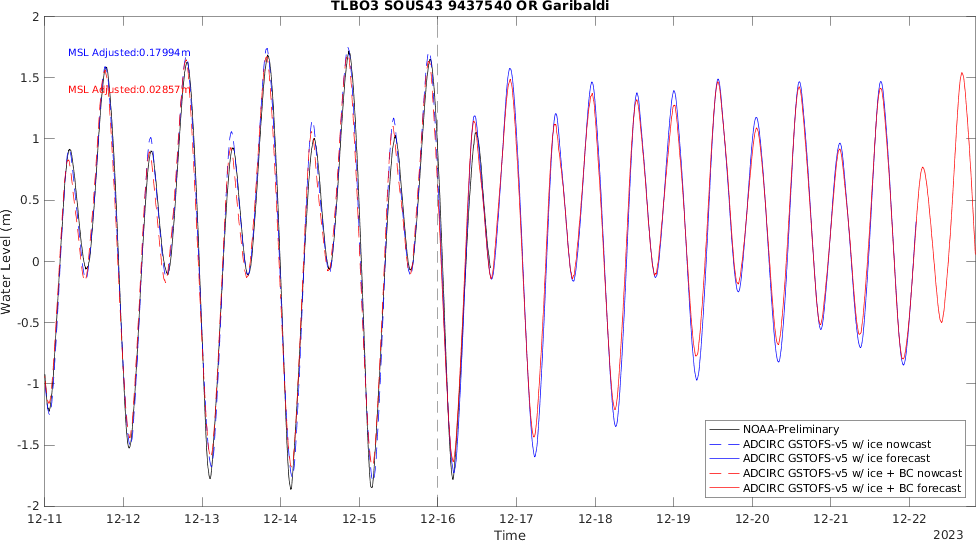 TLBO3 SOUS43 9437540 OR Garibaldi
MSL Adjusted:0.17994m
MSL Adjusted:0.02857m
2
1.5
1
0.5
0
-0.5
-1
-1.5
-2
Water Level (m)
12-11 12-12 12-13 12-14 12-15 12-16 12-17 12-18 12-19 12-20 12-21 12-22
Time
2023
NOAA-Preliminary
ADCIRC GSTOFS-v5 w/ ice nowcast
ADCIRC GSTOFS-v5 w/ ice forecast
ADCIRC GSTOFS-v5 w/ ice + BC nowcast
ADCIRC GSTOFS-v5 w/ ice + BC forecast